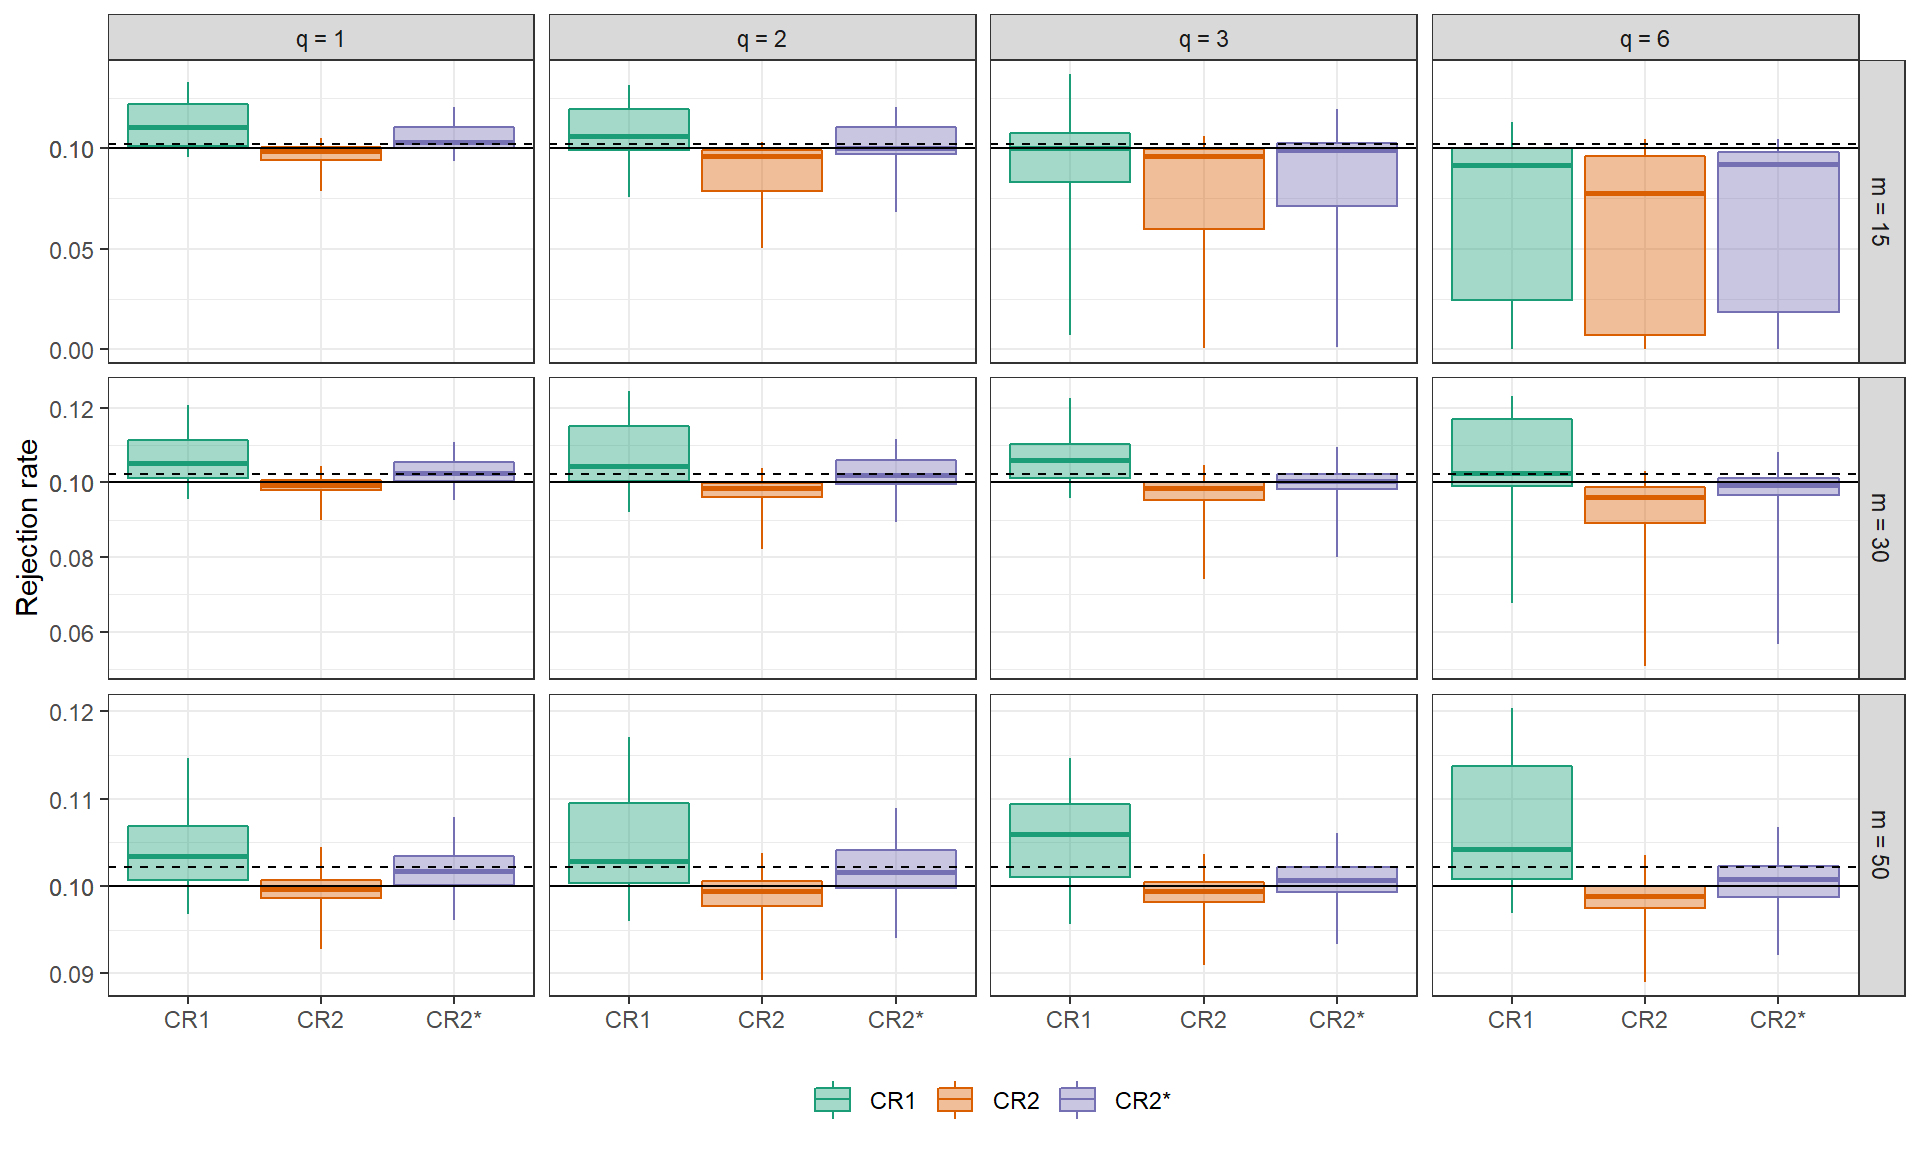 q = 1
q = 2
q = 3
q = 6
0.10
0.05
0.00
m = 15
0.12
0.10
0.08
0.06
m = 30
0.12
0.11
0.10
0.09
m = 50
Rejection rate
CR1 CR2 CR2*
CR1 CR2 CR2*
CR1 CR2 CR2*
CR1 CR2 CR2*
CR1 CR2 CR2*